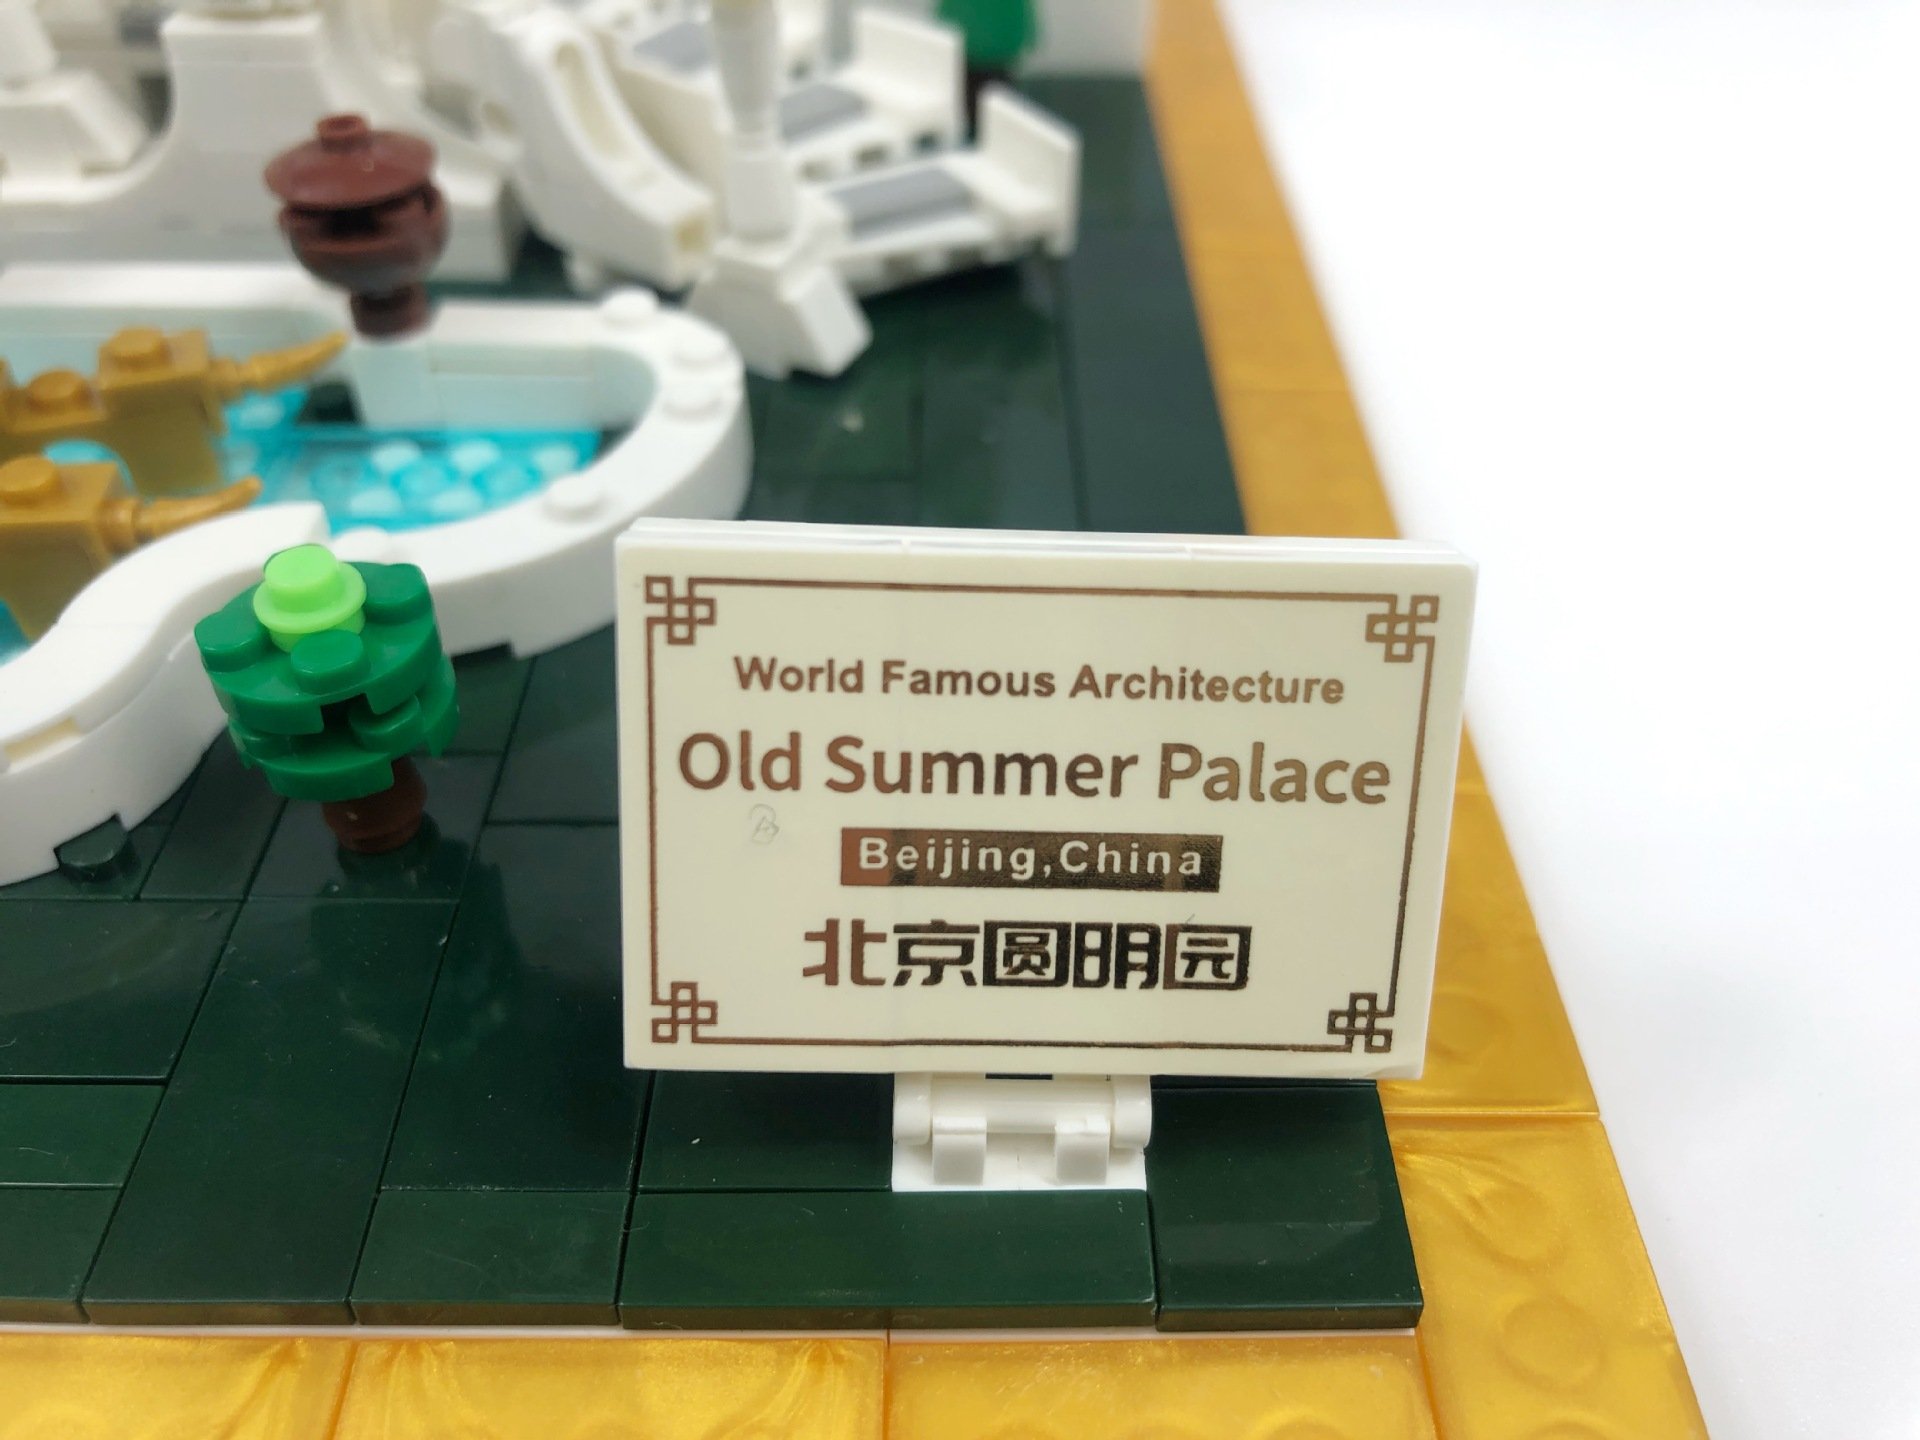 World Famous Architecture
Old Summer Palace
Beijing,China
北京圆明园